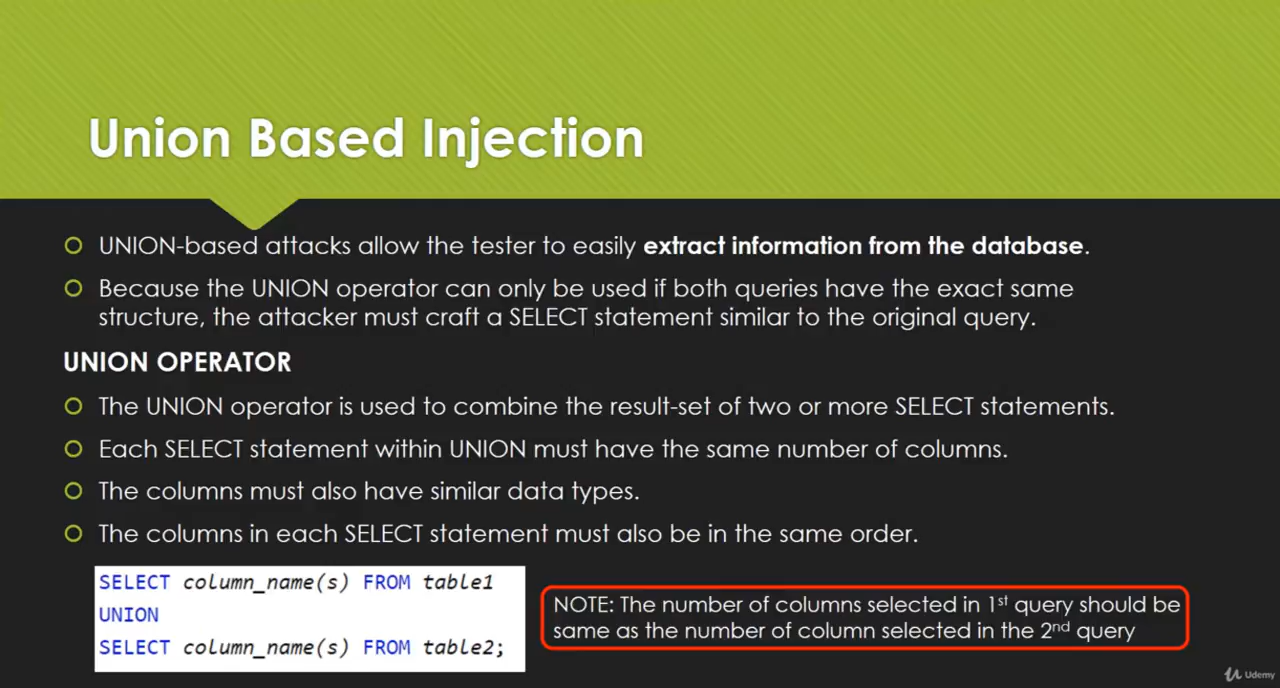 Union Based Injection
UNION-based attacks allow the tester to easily extract information from the database.
Because the UNION operator can only be used if both queries have the exact same
structure, the attacker must craft a SELECT statement similar to the original query.
UNION OPERATOR
The UNION operator is used to combine the result-set of two or more SELECT statements.
Each SELECT statement within UNION must have the same number of columns.
The columns must also have similar data types.
The columns in each SELECT statement must also be in the same order.
SELECT column_name(s) FROM table1
UNION
SELECT column_name(s) FROM table2;
NOTE: The number of columns selected in 1st query should be
same as the number of column selected in the 2nd query
Udemy